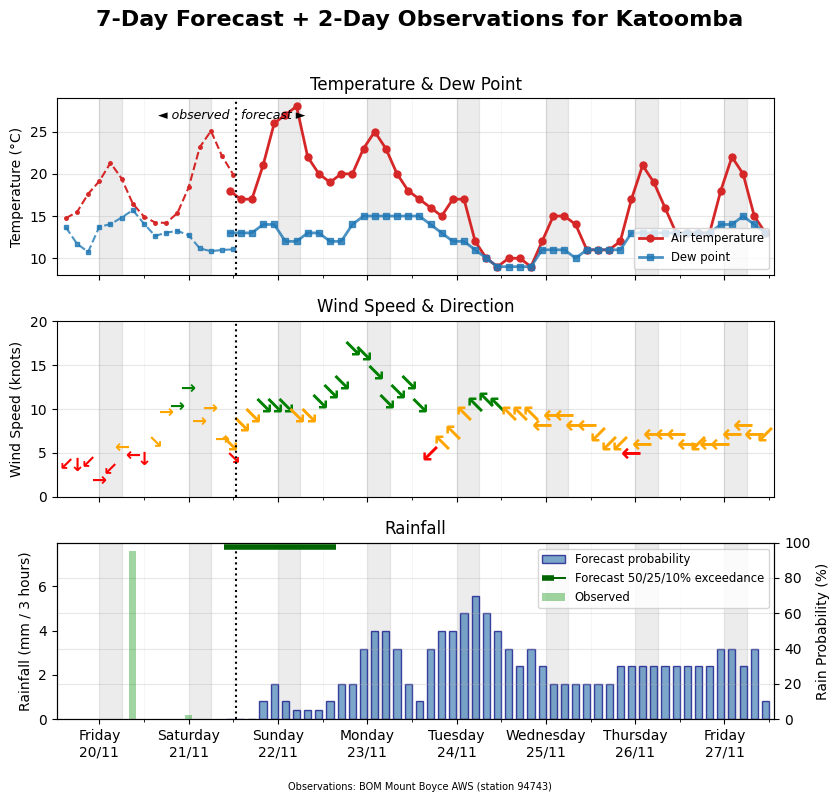 7-Day Forecast + 2-Day Observations for Katoomba
Temperature & Dew Point
Temperature (°C)
25
20
15
10
◄ observed
forecast ►
Air temperature
Dew point
Wind Speed & Direction
Wind Speed (knots)
20
15
10
5
0
Rainfall
Rainfall (mm / 3 hours)
6
4
2
0
Forecast probability
Forecast 50/25/10% exceedance
Observed
100
80
60
40
20
0
Rain Probability (%)
Friday Saturday Sunday Monday Tuesday Wednesday Thursday Friday
20/11 21/11 22/11 23/11 24/11 25/11 26/11 27/11
Observations: BOM Mount Boyce AWS (station 94743)